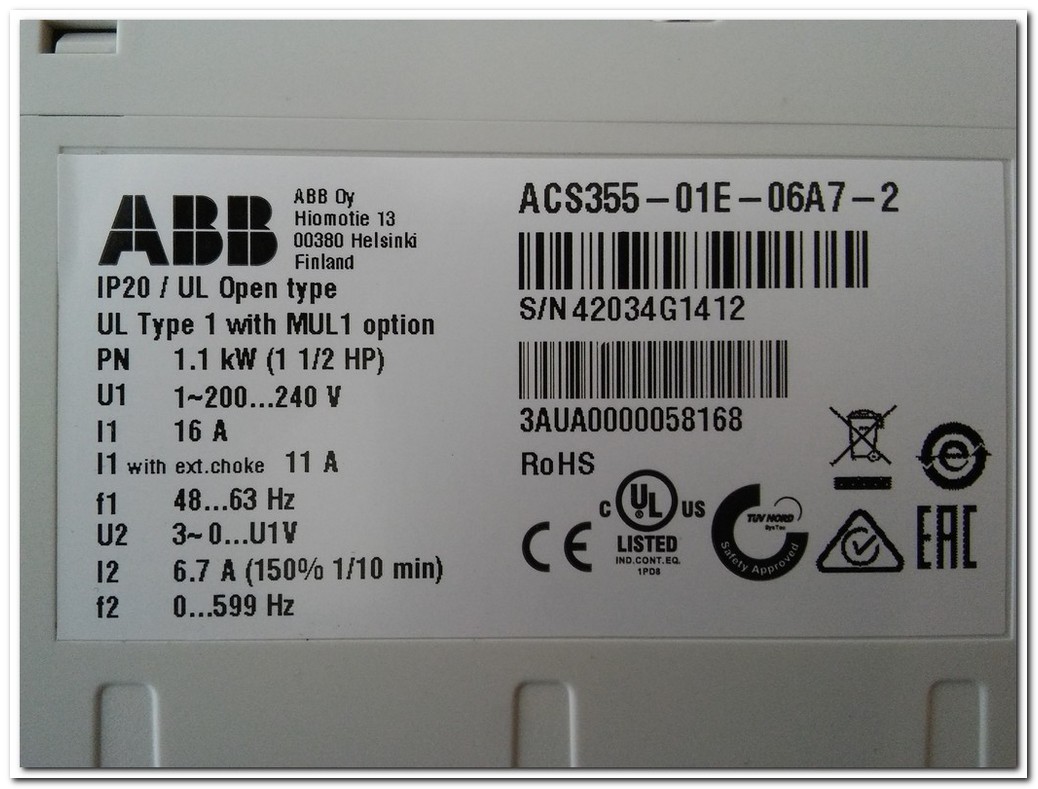 ABB
ABB Oy
Hiomotie 13
00380 Helsinki
Finland
IP20 / UL Open type
UL Type 1 with MUL1 option
PN 1.1 kW (1 1/2 HP)
U1 1~200...240 V
I1 16 A
I1 with ext.choke 11 A
f1 48...63 Hz
U2 3~0...U1V
I2 6.7 A (150% 1/10 min)
f2 0...599 Hz
ACS355-01E-06A7-2
S/N 42034G1412
3AUA0000058168
RoHS
CE
C UL US
LISTED
IND.CONT.EQ.
1PD8
TUV NORD
SysTec
Safety Approved
EAC